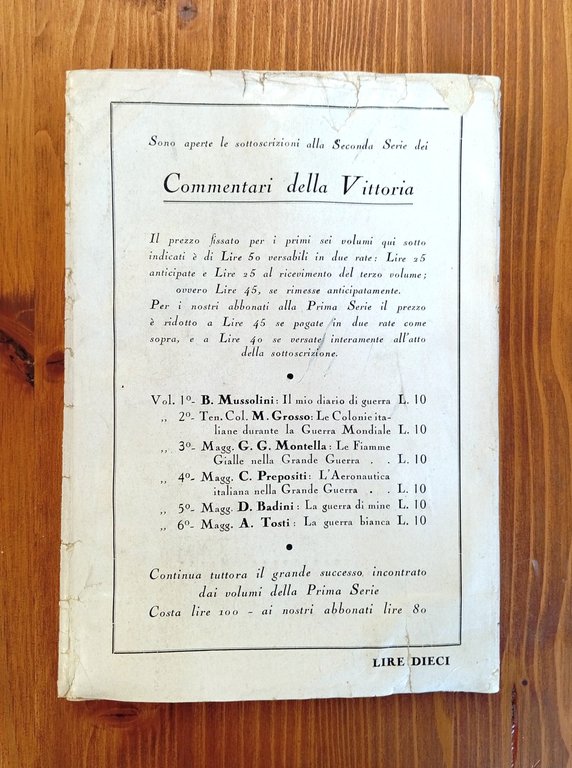 Sono aperte le sottoscrizioni alla Seconda Serie dei
Commentari della Vittoria
Il prezzo fissato per i primi sei volumi qui sotto
indicati è di Lire 50 versabili in due rate: Lire 25
anticipate e Lire 25 al ricevimento del terzo volume;
ovvero Lire 45, se rimesse anticipatamente.
Per i nostri abbonati alla Prima Serie il prezzo
è ridotto a Lire 45 se pagate in due rate come
sopra, e a Lire 40 se versate interamente all'atto
della sottoscrizione.
Vol. 1º- B. Mussolini: Il mio diario di guerra L. 10
„ 2º- Ten. Col. M. Grosso: Le Colonie ita-
liane durante la Guerra Mondiale L. 10
„ 3º- Magg. G. G. Montella: Le Fiamme
Gialle nella Grande Guerra . . L. 10
„ 4º- Magg. C. Prepositi: L'Aeronautica
italiana nella Grande Guerra . . L. 10
„ 5º- Magg. D. Badini: La guerra di mine L. 10
„ 6º- Magg. A. Tosti: La guerra bianca L. 10
Continua tuttora il grande successo incontrato
dai volumi della Prima Serie
Costa lire 100 - ai nostri abbonati lire 80
LIRE DIECI